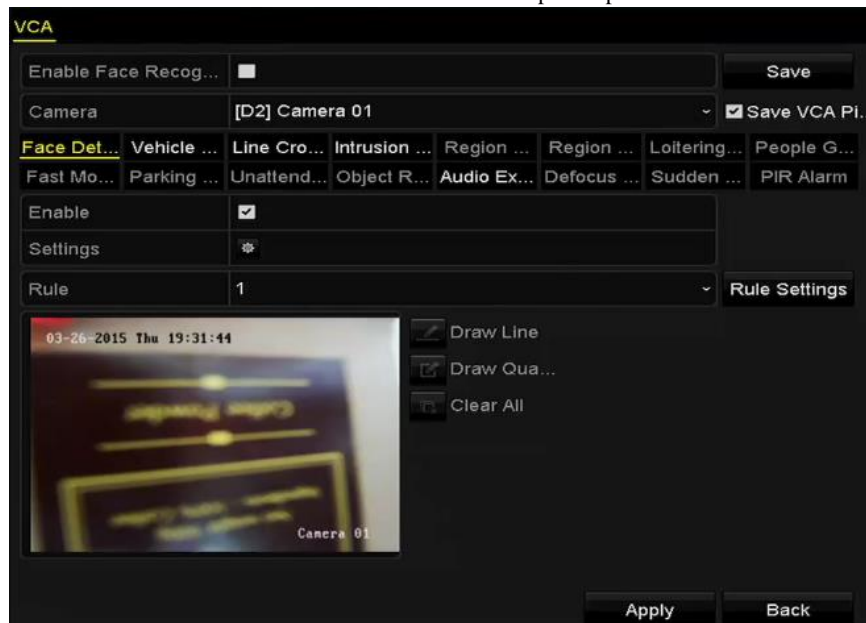 VCA
Enable Face Recog...
Save
Camera [D2] Camera 01
Save VCA Pi..
Face Det... Vehicle ... Line Cro... Intrusion ... Region ... Region ... Loitering... People G...
Fast Mo... Parking ... Unattend... Object R... Audio Ex... Defocus ... Sudden ... PIR Alarm
Enable
Settings
Rule 1 Rule Settings
03-26-2015 Thu 19:31:44
Draw Line
Draw Qua...
Clear All
Camera 01
Apply Back